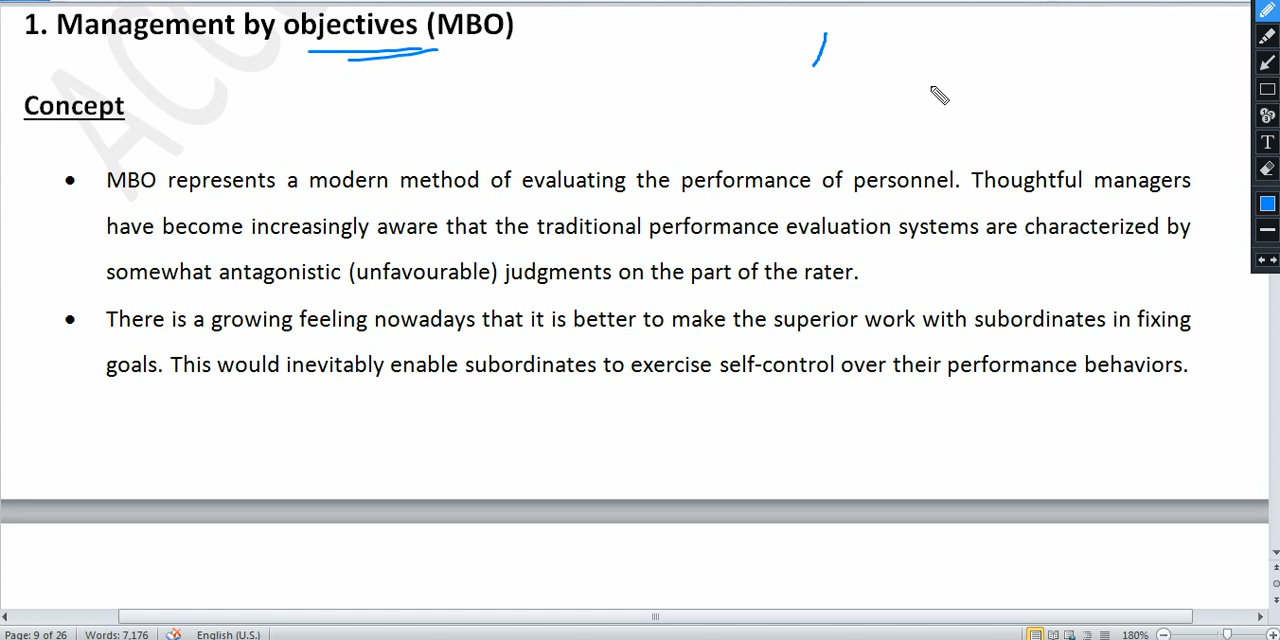 1. Management by objectives (MBO)
Concept
• MBO represents a modern method of evaluating the performance of personnel. Thoughtful managers
have become increasingly aware that the traditional performance evaluation systems are characterized by
somewhat antagonistic (unfavourable) judgments on the part of the rater.
• There is a growing feeling nowadays that it is better to make the superior work with subordinates in fixing
goals. This would inevitably enable subordinates to exercise self-control over their performance behaviors.
T
Page: 9 of 26 Words: 7,176 English (U.S.) 180%